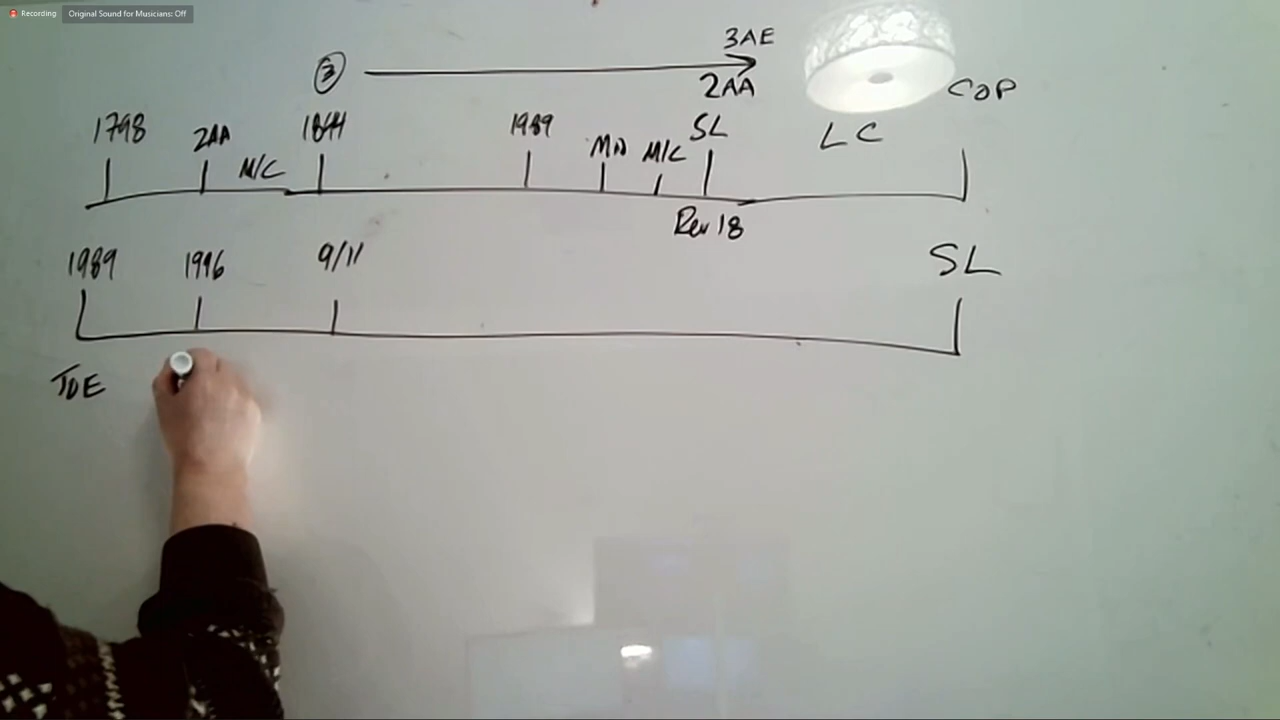 Recording Original Sound for Musicians: Off
③ 3AE
2AA
COP
1798 2AA M/C 1844 1989 MN M/C SL LC
Rev 18
1989 1996 9/11 SL
TOE